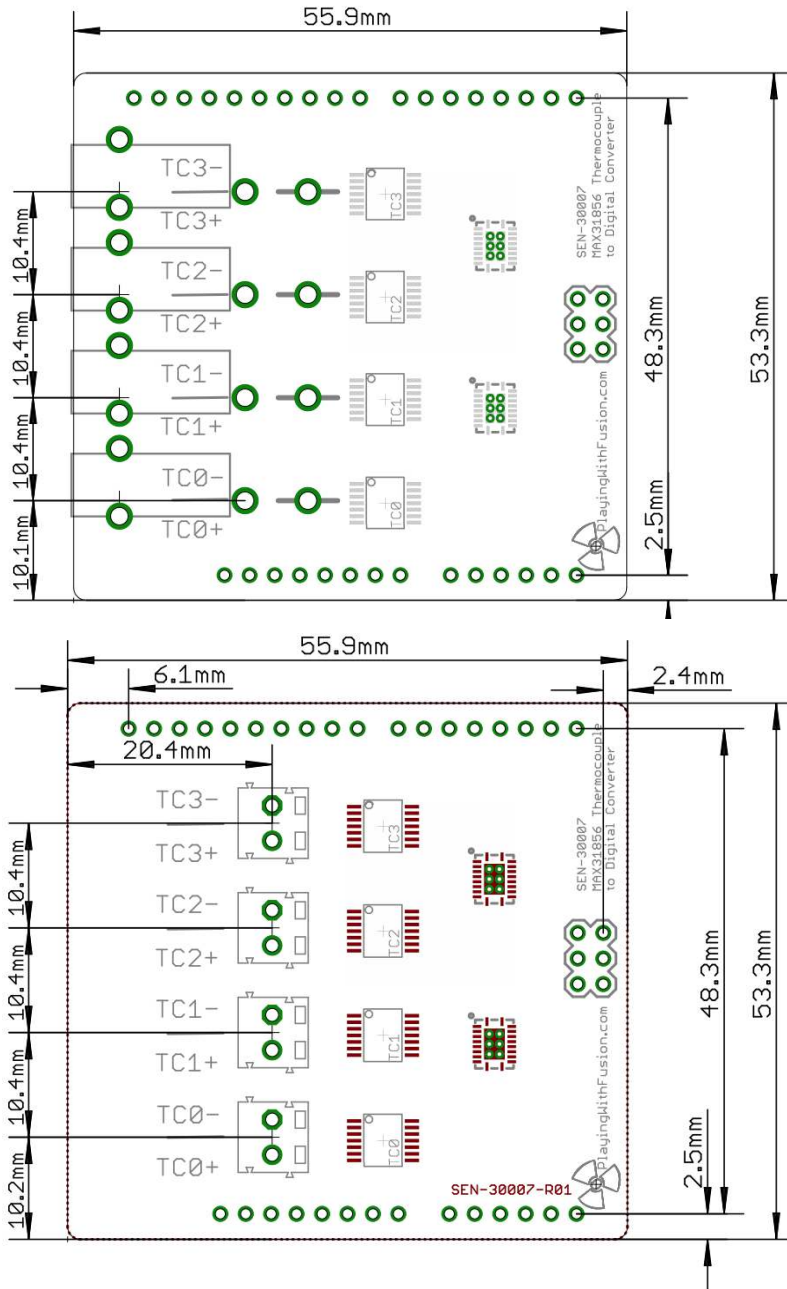 55.9mm
TC3-
TC3+
TC3
10.4mm
TC2-
TC2+
TC2
10.4mm
TC1-
TC1+
TC1
10.4mm
TC0-
TC0+
TC0
10.1mm
SEN-30007
MAX31856 Thermocouple
to Digital Converter
PlayingWithFusion.com
48.3mm
2.5mm
53.3mm
55.9mm
6.1mm
2.4mm
20.4mm
TC3-
TC3+
TC3
10.4mm
TC2-
TC2+
TC2
10.4mm
TC1-
TC1+
TC1
10.4mm
TC0-
TC0+
TC0
10.2mm
SEN-30007
MAX31856 Thermocouple
to Digital Converter
PlayingWithFusion.com
SEN-30007-R01
48.3mm
2.5mm
53.3mm